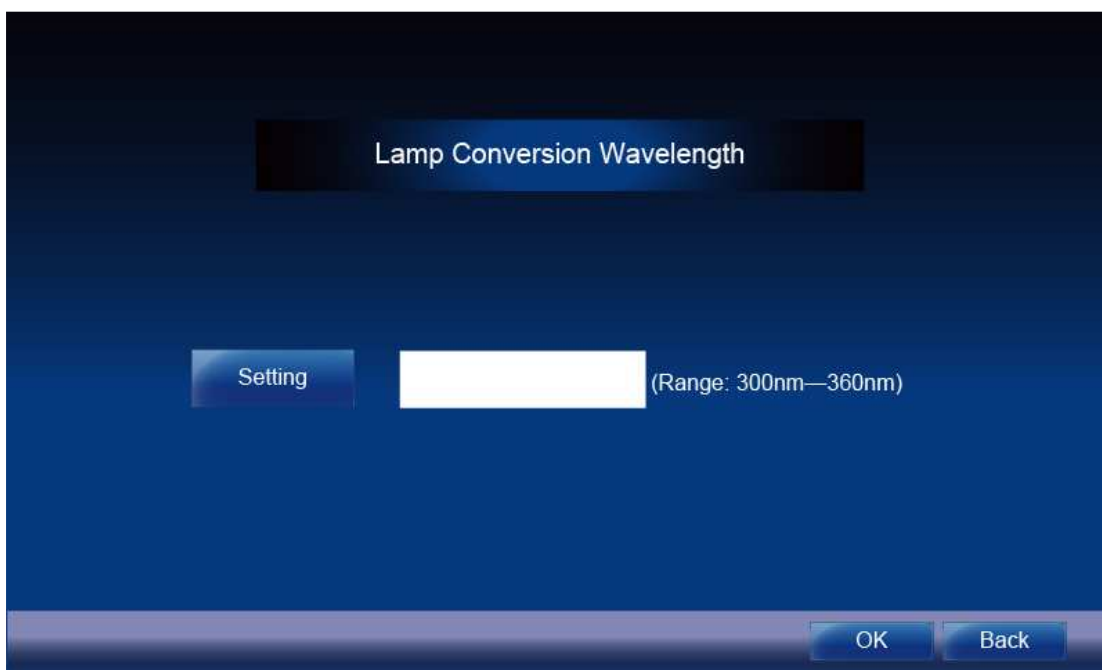 Lamp Conversion Wavelength
Setting
(Range: 300nm—360nm)
OK
Back